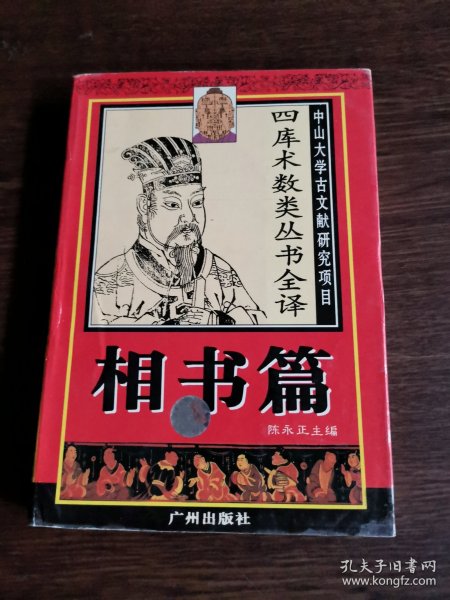 中山大学古文献研究项目
四库术数类丛书全译
相书篇
陈永正主编
广州出版社
孔夫子旧书网
www.kongfz.com